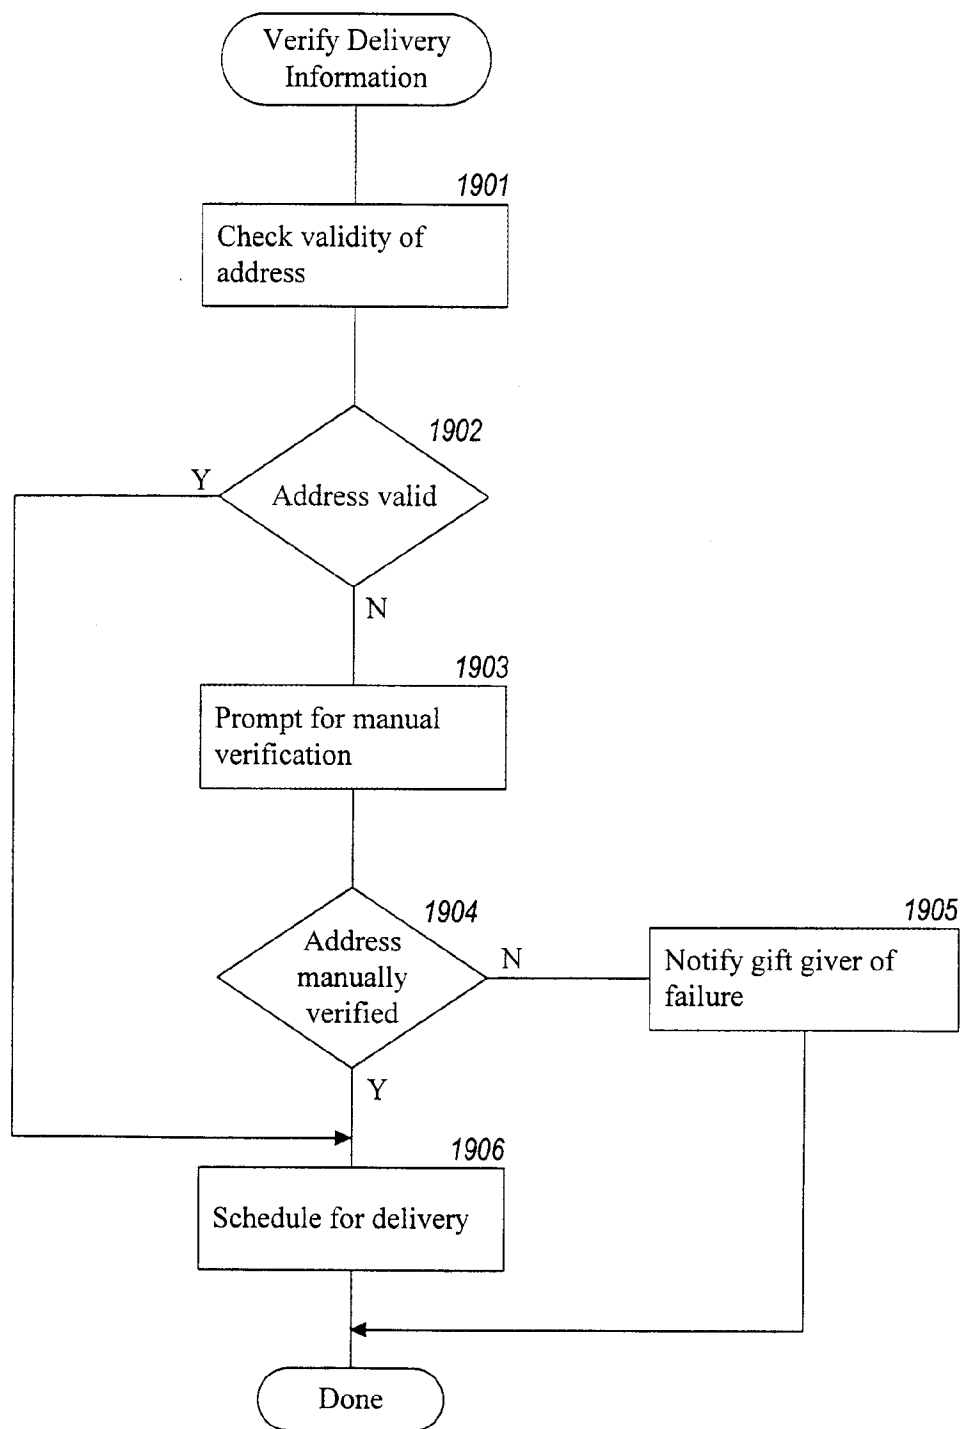 Verify Delivery
Information
1901
Check validity of
address
1902
Y
Address valid
N
1903
Prompt for manual
verification
1904
Address
manually
verified
N
1905
Notify gift giver of
failure
Y
1906
Schedule for delivery
Done